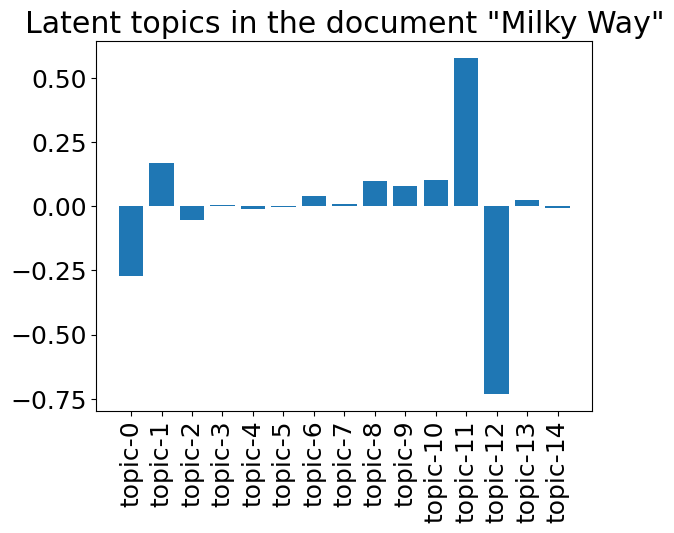 Latent topics in the document "Milky Way"
0.50
0.25
0.00
−0.25
−0.50
−0.75
topic-0
topic-1
topic-2
topic-3
topic-4
topic-5
topic-6
topic-7
topic-8
topic-9
topic-10
topic-11
topic-12
topic-13
topic-14